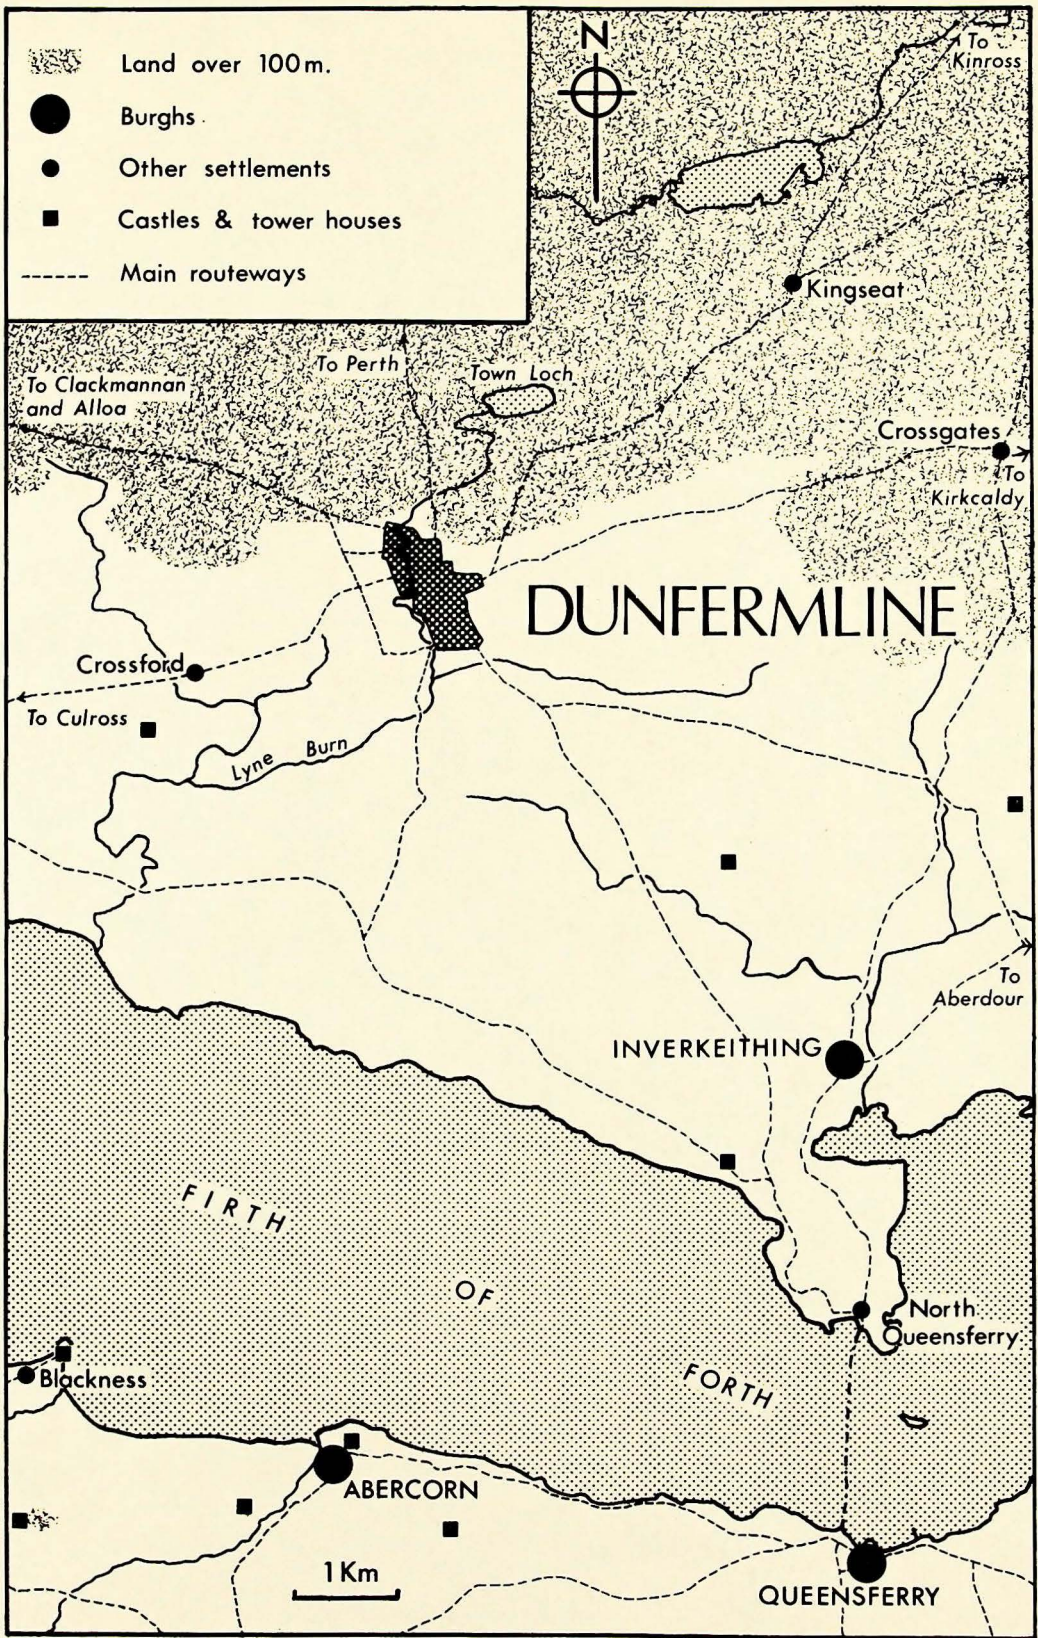 Land over 100m.
Burghs
Other settlements
Castles & tower houses
Main routeways
N
To
Kinross
Kingseat
To Perth
Town Loch
To Clackmannan
and Alloa
Crossgates
To
Kirkcaldy
DUNFERMLINE
Crossford
To Culross
Lyne Burn
To
Aberdour
INVERKEITHING
FIRTH
OF
FORTH
North
Queensferry
Blackness
ABERCORN
1 Km
QUEENSFERRY